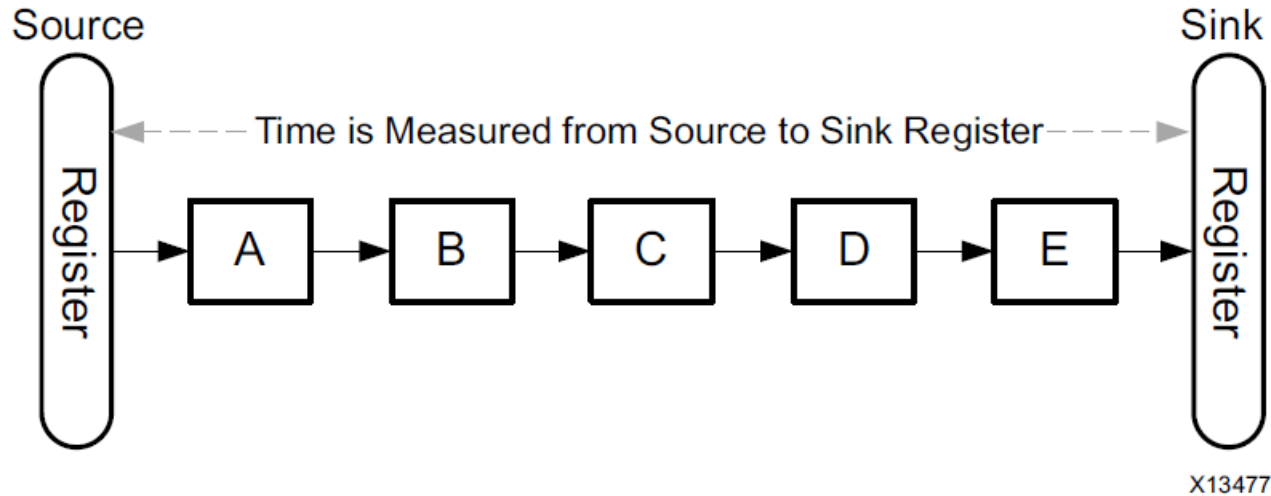 Source
Sink
Time is Measured from Source to Sink Register
Register
A
B
C
D
E
Register
X13477